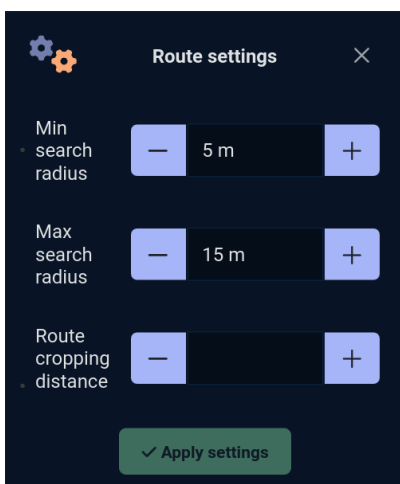 Route settings
Min
search
radius
5 m
Max
search
radius
15 m
Route
cropping
distance
Apply settings